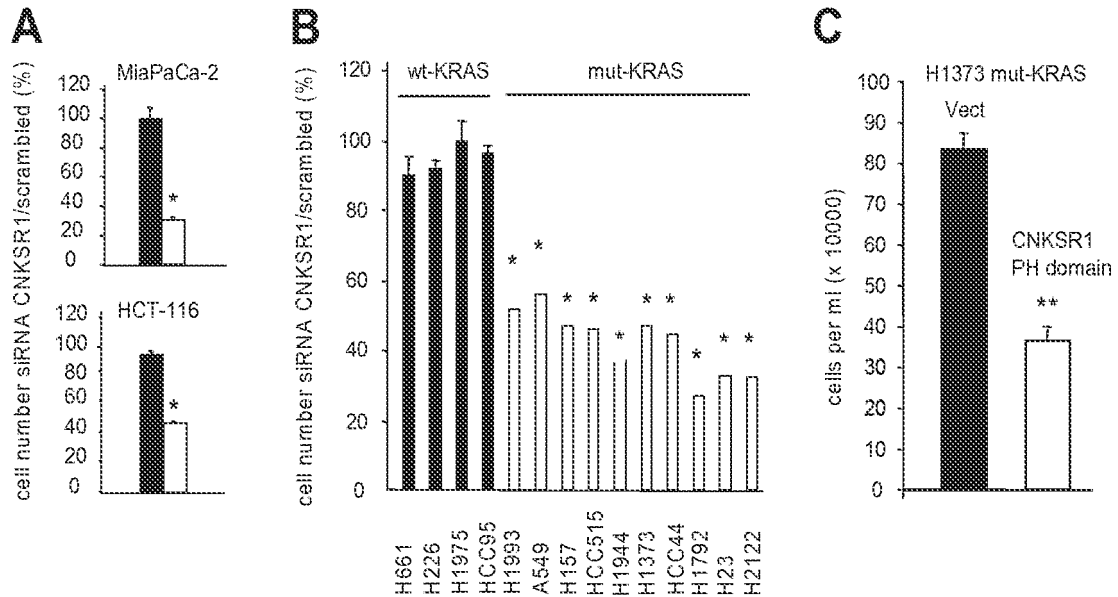 A
cell number siRNA CNKSR1/scrambled (%)
MiaPaCa-2
120
100
80
60
40
20
0
*
HCT-116
120
100
80
60
40
20
0
*
B
cell number siRNA CNKSR1/scrambled (%)
120
100
80
60
40
20
0
wt-KRAS
mut-KRAS
* * * * * * * * * *
H661
H226
H1975
HCC95
H1993
A549
H157
HCC515
H1944
H1373
HCC44
H1792
H23
H2122
C
H1373 mut-KRAS
cells per ml (x 10000)
100
90
80
70
60
50
40
30
20
10
0
Vect
CNKSR1
PH domain
**